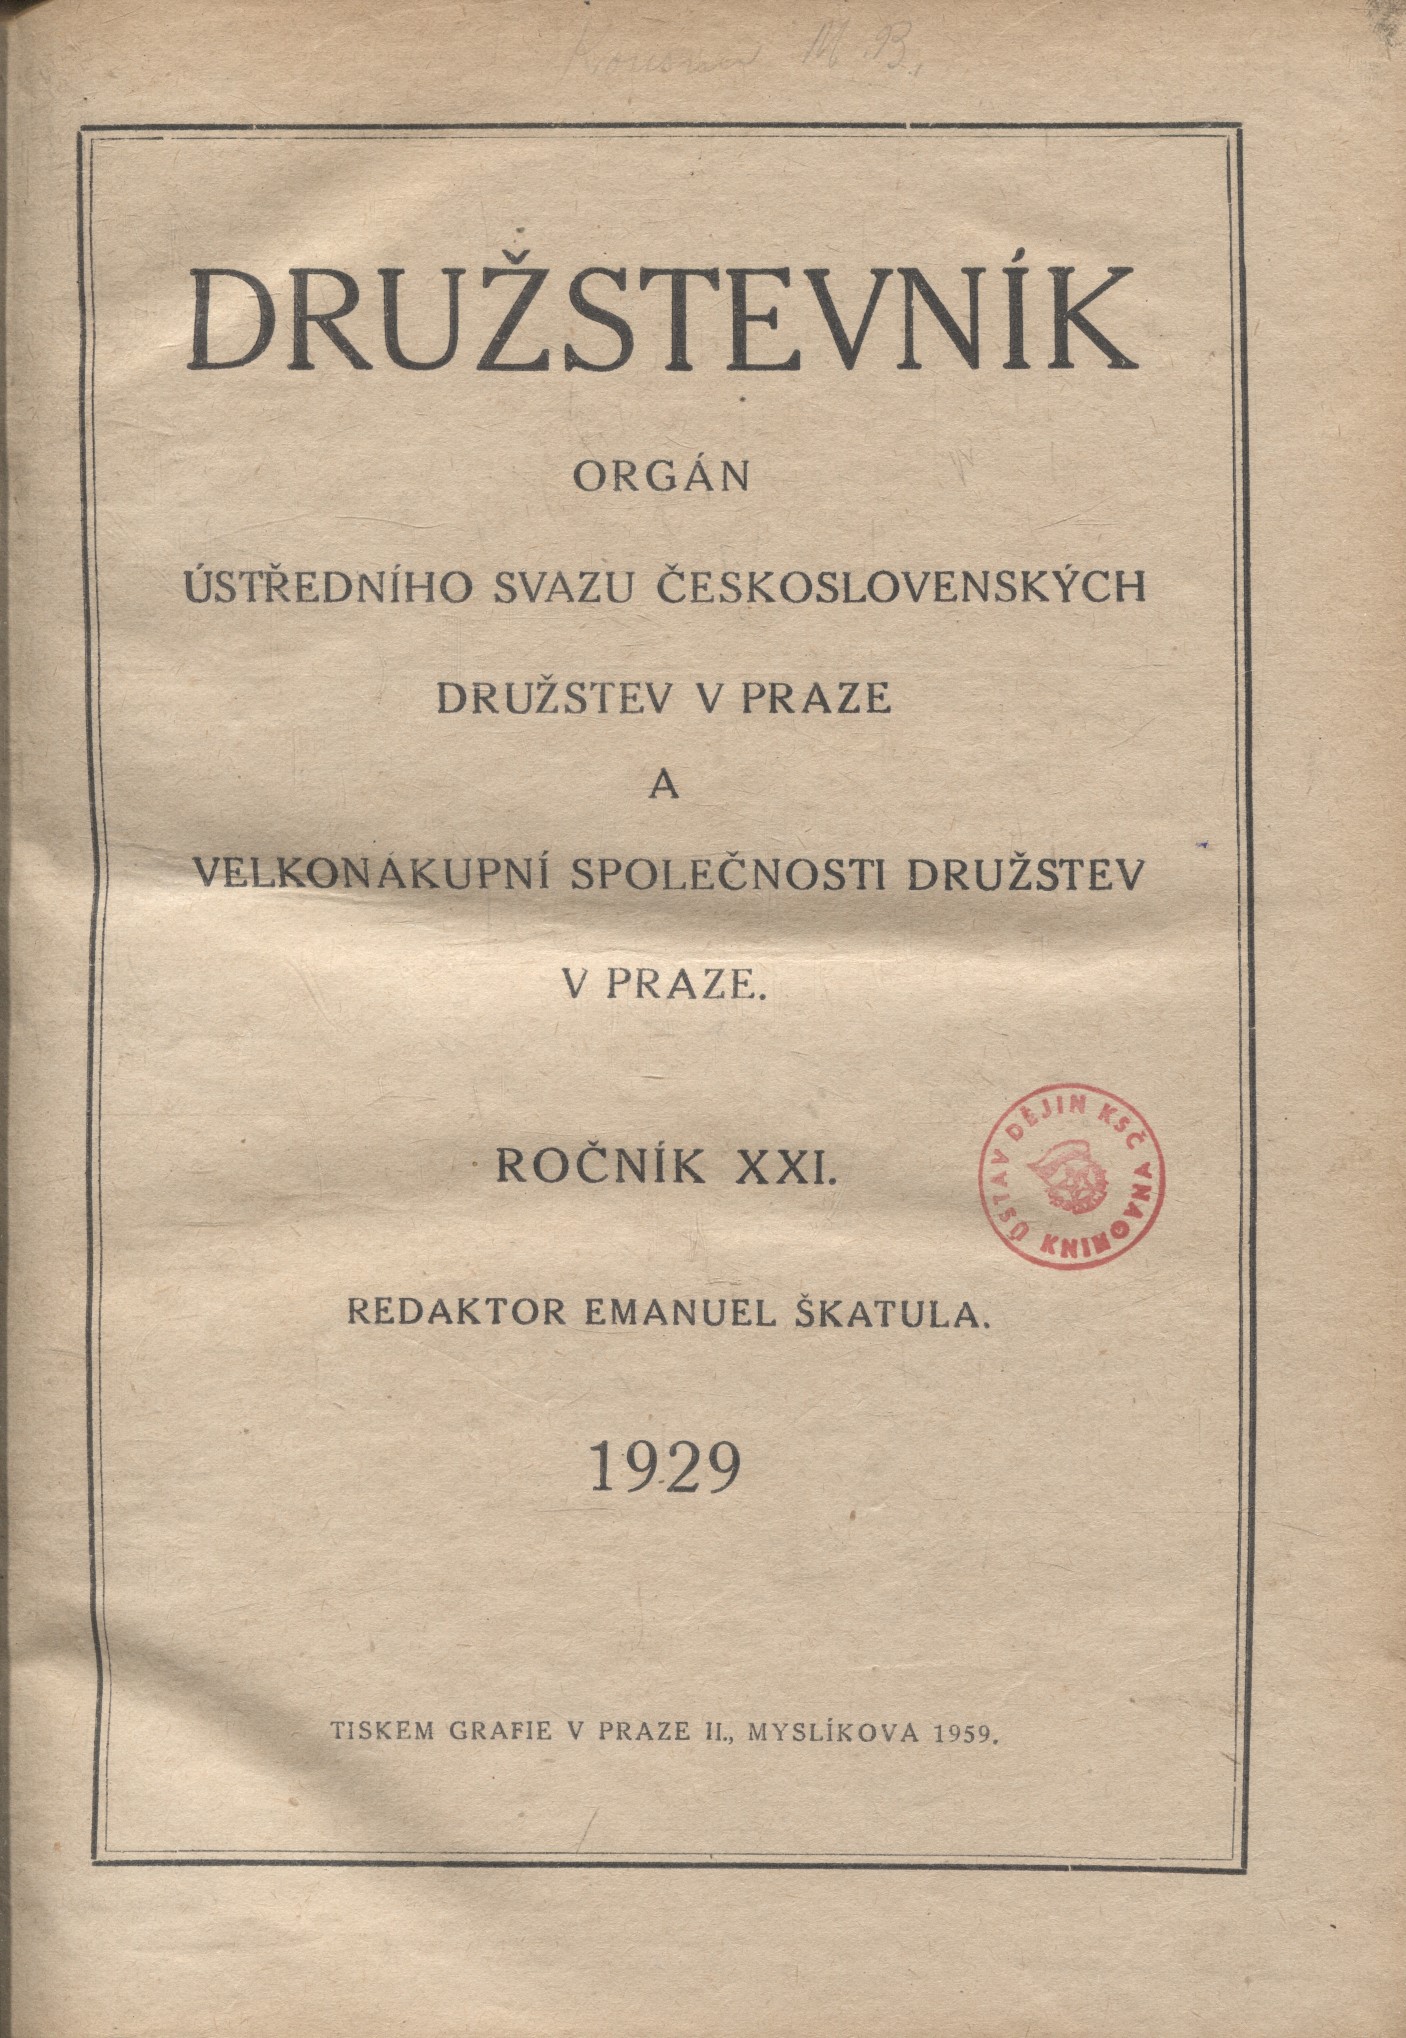 M. B.
DRUŽSTEVNÍK
ORGÁN
ÚSTŘEDNÍHO SVAZU ČESKOSLOVENSKÝCH
DRUŽSTEV V PRAZE
A
VELKONÁKUPNÍ SPOLEČNOSTI DRUŽSTEV
V PRAZE.
ROČNÍK XXI.
ÚSTAV DĚJIN KSČ
KNIHOVNA
REDAKTOR EMANUEL ŠKATULA.
1929
TISKEM GRAFIE V PRAZE II., MYSLÍKOVA 1959.